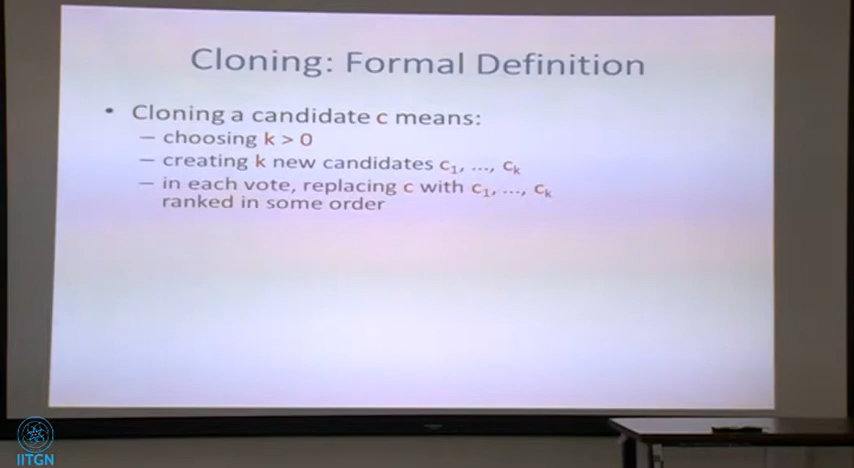 Cloning: Formal Definition
• Cloning a candidate c means:
– choosing k > 0
– creating k new candidates c₁, ..., cₖ
– in each vote, replacing c with c₁, ..., cₖ
ranked in some order
IITGN